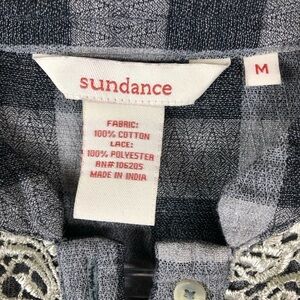 sundance
M
FABRIC:
100% COTTON
LACE:
100% POLYESTER
RN# 106205
MADE IN INDIA